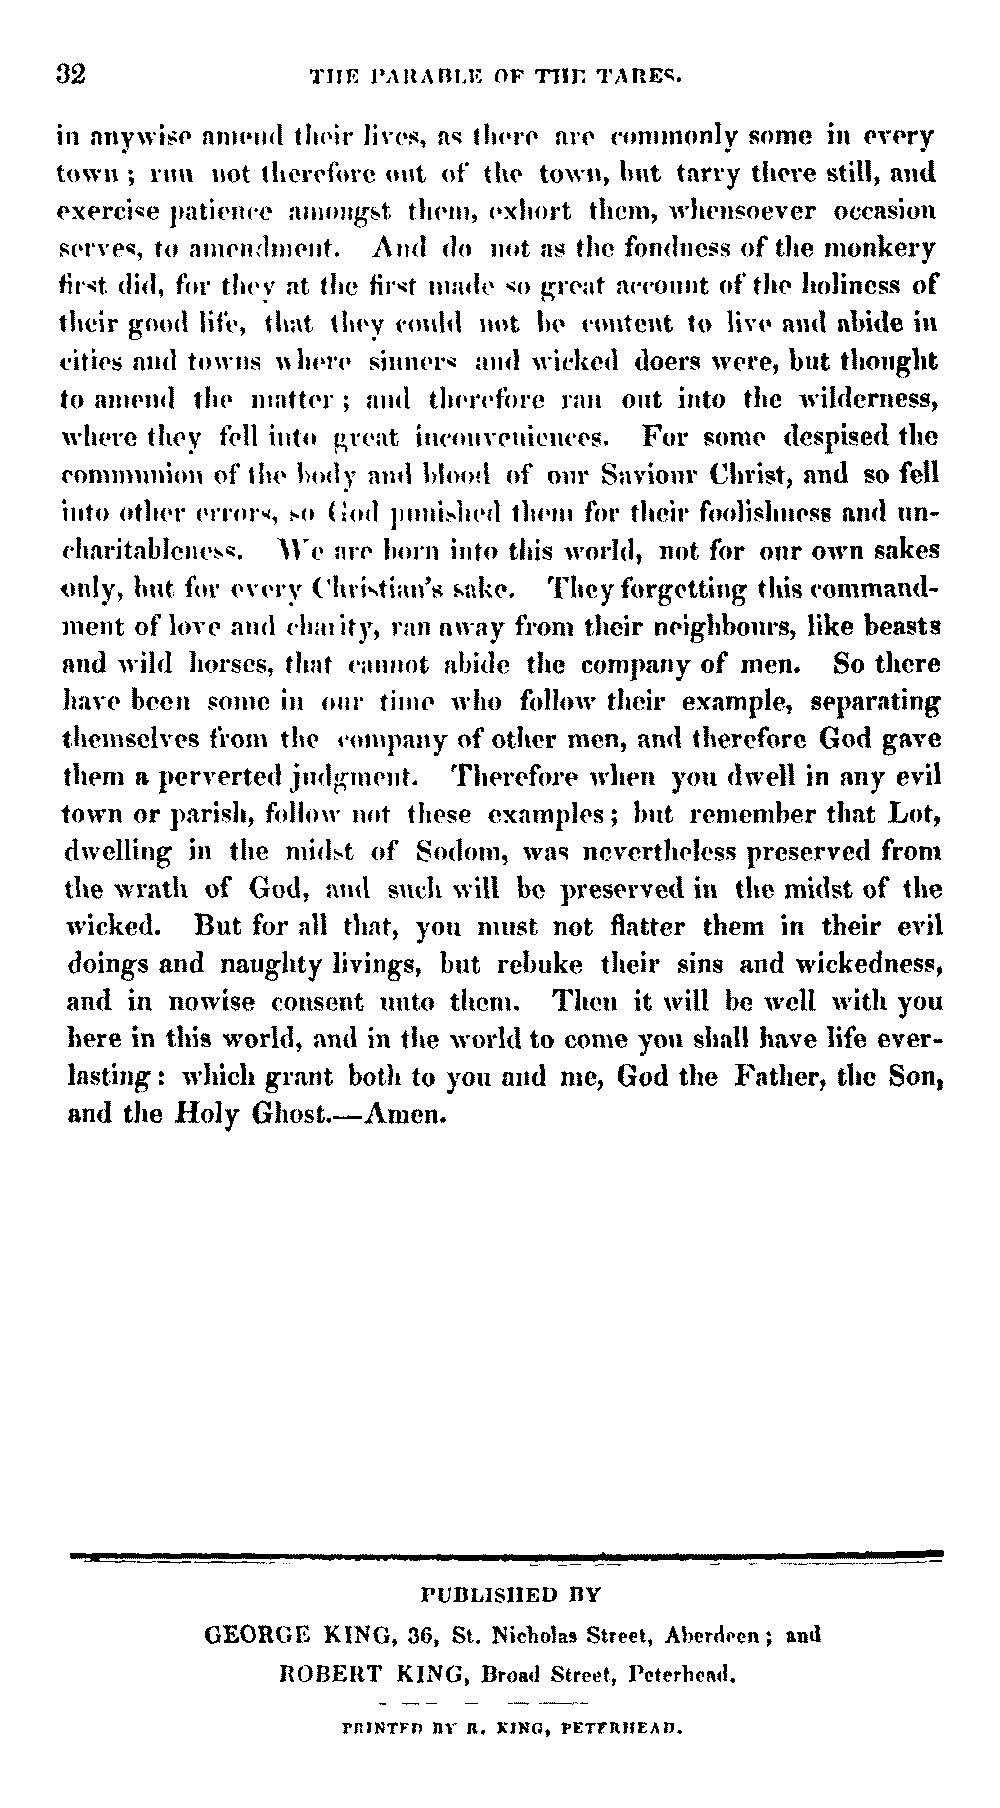 32 THE PARABLE OF THE TARES.
in anywise amend their lives, as there are commonly some in every
town ; run not therefore out of the town, but tarry there still, and
exercise patience amongst them, exhort them, whensoever occasion
serves, to amendment. And do not as the fondness of the monkery
first did, for they at the first made so great account of the holiness of
their good life, that they could not be content to live and abide in
cities and towns where sinners and wicked doers were, but thought
to amend the matter ; and therefore ran out into the wilderness,
where they fell into great inconveniences. For some despised the
communion of the body and blood of our Saviour Christ, and so fell
into other errors, so God punished them for their foolishness and un-
charitableness. We are born into this world, not for our own sakes
only, but for every Christian's sake. They forgetting this command-
ment of love and charity, ran away from their neighbours, like beasts
and wild horses, that cannot abide the company of men. So there
have been some in our time who follow their example, separating
themselves from the company of other men, and therefore God gave
them a perverted judgment. Therefore when you dwell in any evil
town or parish, follow not these examples; but remember that Lot,
dwelling in the midst of Sodom, was nevertheless preserved from
the wrath of God, and such will be preserved in the midst of the
wicked. But for all that, you must not flatter them in their evil
doings and naughty livings, but rebuke their sins and wickedness,
and in nowise consent unto them. Then it will be well with you
here in this world, and in the world to come you shall have life ever-
lasting: which grant both to you and me, God the Father, the Son,
and the Holy Ghost.—Amen.
PUBLISHED BY
GEORGE KING, 36, St. Nicholas Street, Aberdeen; and
ROBERT KING, Broad Street, Peterhead.
PRINTED BY R. KING, PETERHEAD.